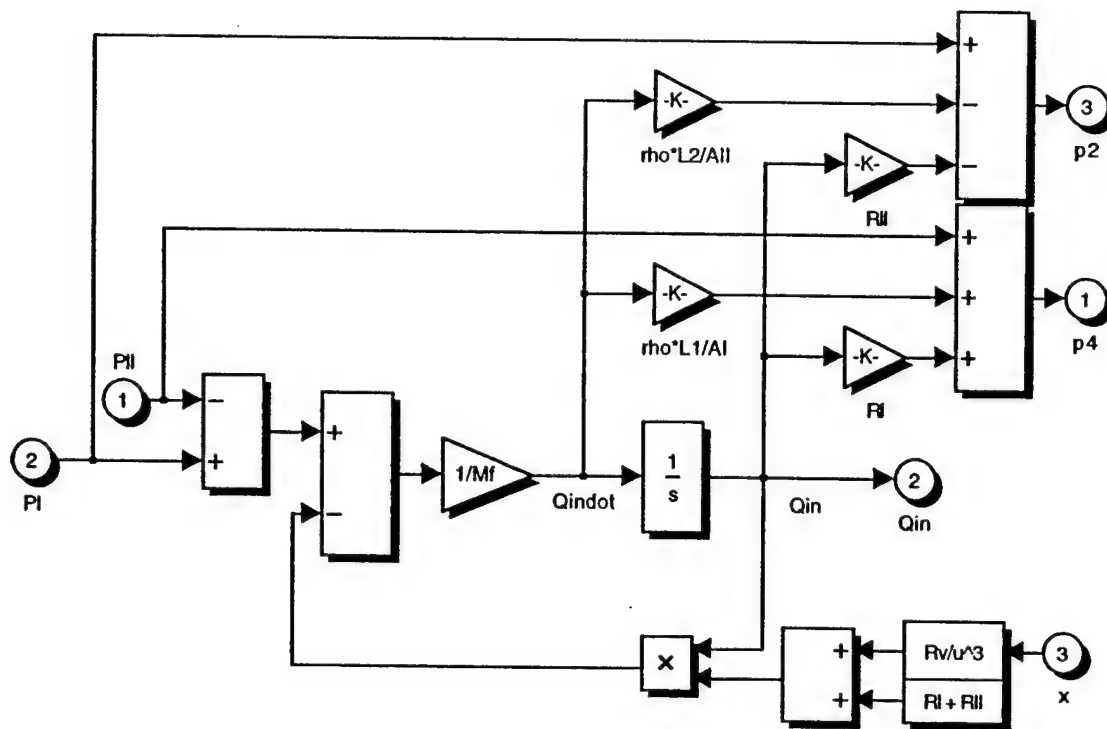 +
-K-
−
3
rho*L2/AII
p2
-K-
−
RII
+
-K-
+
1
rho*L1/AI
p4
PII
-K-
+
1
−
RI
+
2
+
1/Mf
1
s
2
PI
Qindot
Qin
Qin
−
×
+
Rv/u^3
3
+
RI + RII
x